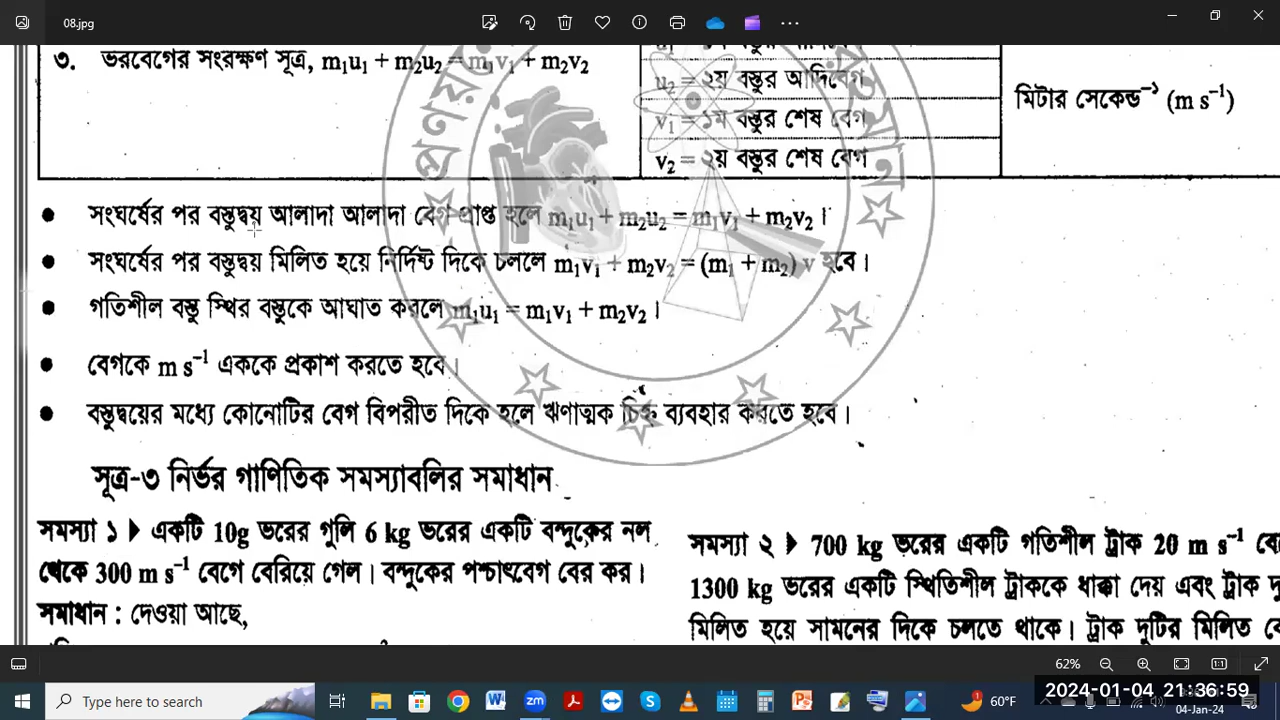 08.jpg
৩. ভরবেগের সংরক্ষণ সূত্র, m₁u₁ + m₂u₂ = m₁v₁ + m₂v₂
u₂ = ২য় বস্তুর আদিবেগ
v₁ = ১ম বস্তুর শেষ বেগ
v₂ = ২য় বস্তুর শেষ বেগ
মিটার সেকেন্ড⁻¹ (m s⁻¹)
● সংঘর্ষের পর বস্তুদ্বয় আলাদা আলাদা বেগ প্রাপ্ত হলে m₁u₁ + m₂u₂ = m₁v₁ + m₂v₂ ।
● সংঘর্ষের পর বস্তুদ্বয় মিলিত হয়ে নির্দিষ্ট দিকে চললে m₁v₁ + m₂v₂ = (m₁ + m₂) v হবে।
● গতিশীল বস্তু স্থির বস্তুকে আঘাত করলে m₁u₁ = m₁v₁ + m₂v₂ ।
● বেগকে m s⁻¹ এককে প্রকাশ করতে হবে।
● বস্তুদ্বয়ের মধ্যে কোনোটির বেগ বিপরীত দিকে হলে ঋণাত্মক চিহ্ন ব্যবহার করতে হবে।
সূত্র-৩ নির্ভর গাণিতিক সমস্যাবলির সমাধান
সমস্যা ১ ▶ একটি 10g ভরের গুলি 6 kg ভরের একটি বন্দুকের নল
থেকে 300 m s⁻¹ বেগে বেরিয়ে গেল। বন্দুকের পশ্চাৎবেগ বের কর।
সমাধান : দেওয়া আছে,
সমস্যা ২ ▶ 700 kg ভরের একটি গতিশীল ট্রাক 20 m s⁻¹
1300 kg ভরের একটি স্থিতিশীল ট্রাককে ধাক্কা দেয় এবং ট্রাক
মিলিত হয়ে সামনের দিকে চলতে থাকে। ট্রাক দুটির মিলিত
62%
Type here to search
60°F
2024-01-04 21:36:59
04-Jan-24